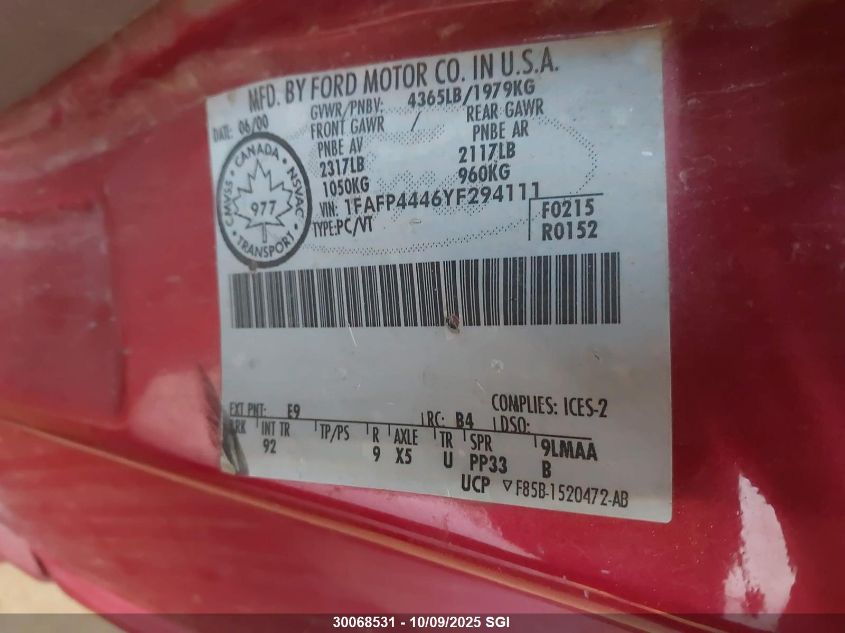 MFD. BY FORD MOTOR CO. IN U.S.A.
DATE: 06/00 GVWR/PNBV: 4365LB/1979KG
FRONT GAWR / REAR GAWR
PNBE AV PNBE AR
2317LB 2117LB
1050KG 960KG
VIN: 1FAFP4446YF294111
TYPE:PC/VT
F0215
R0152
CANADA
CMVSS NSVAC
977
TRANSPORT
COMPLIES: ICES-2
EXT PNT: E9 RC: B4 DSO:
BRK INT TR TP/PS R AXLE TR SPR 9LMAA
92 9 X5 U PP33 B
UCP ▽F85B-1520472-AB
30068531 - 10/09/2025 SGI